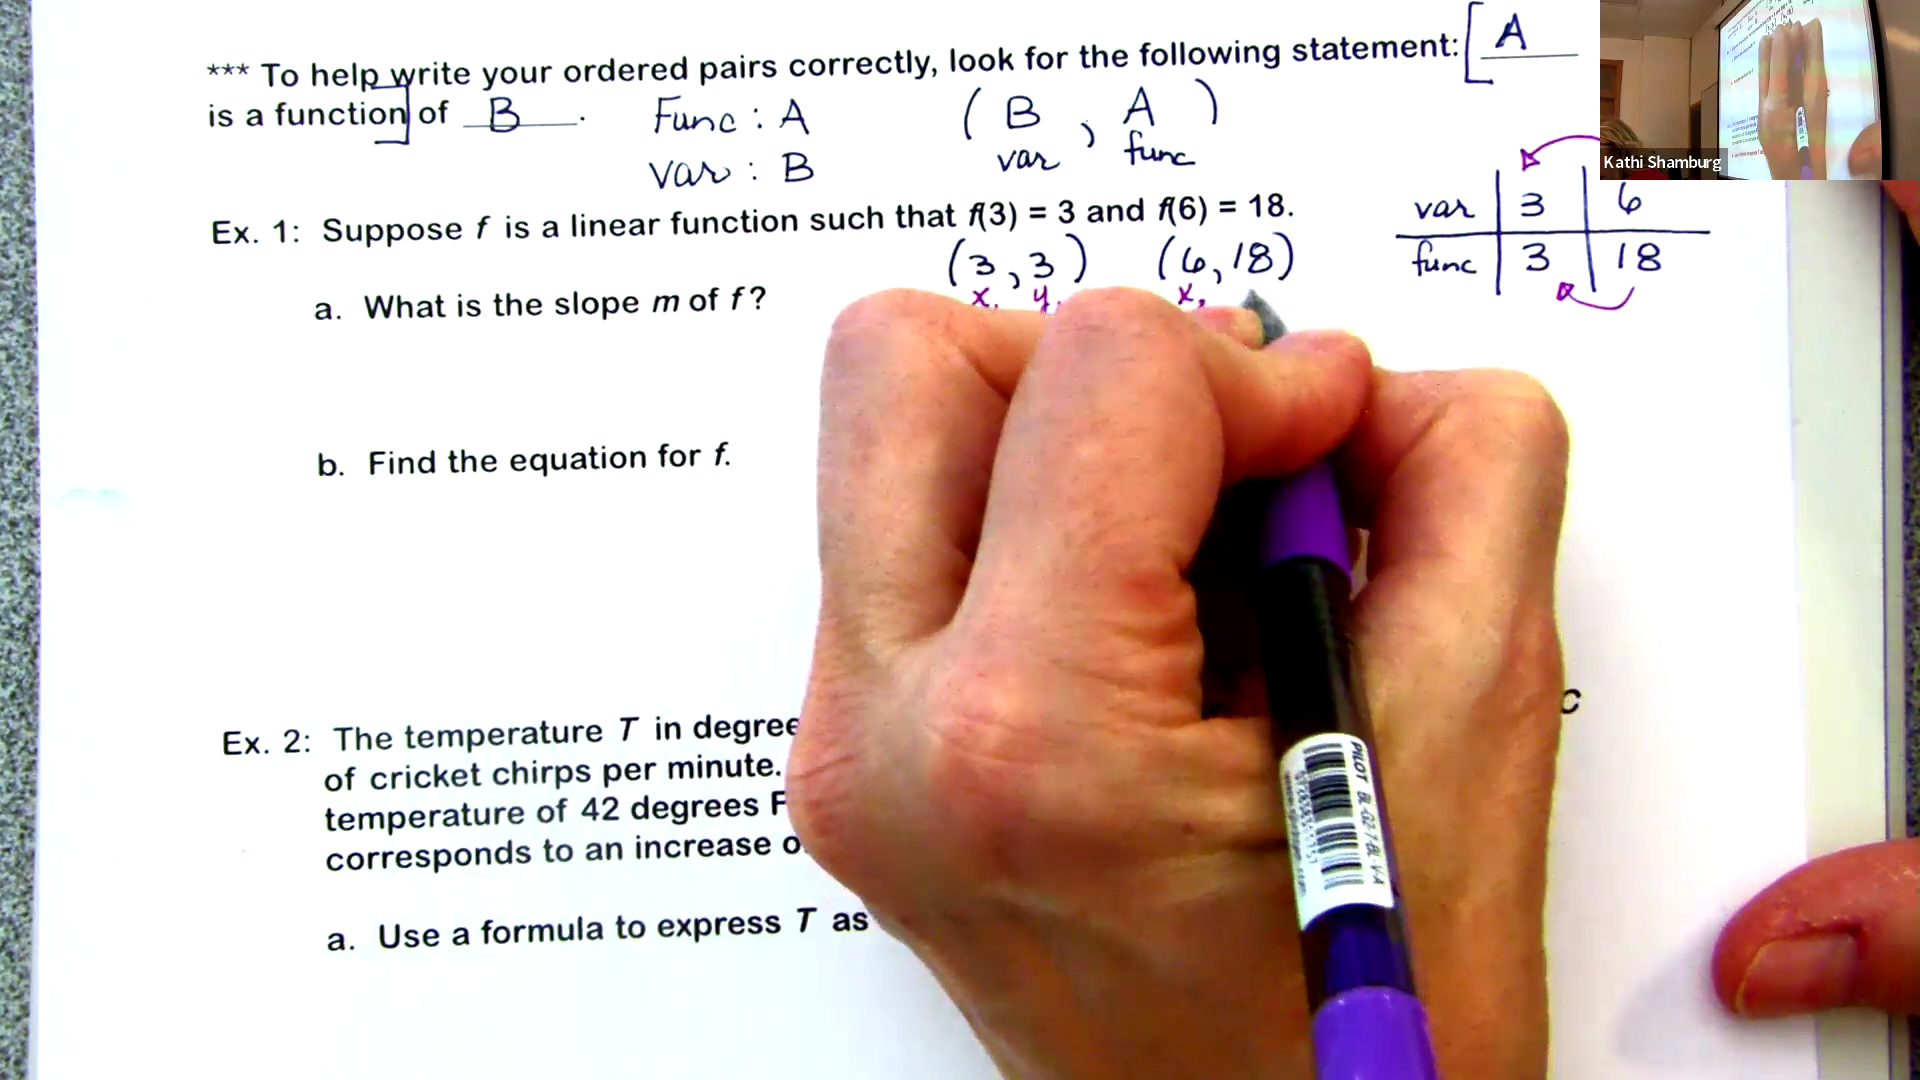 *** To help write your ordered pairs correctly, look for the following statement: [ A
is a function] of B .
Func : A
var : B
( B , A )
var func
Ex. 1: Suppose f is a linear function such that f(3) = 3 and f(6) = 18.
(3, 3) (6, 18)
x, y, x,
var 3 6
func 3 18
a. What is the slope m of f?
b. Find the equation for f.
Ex. 2: The temperature T in degree
of cricket chirps per minute.
temperature of 42 degrees F
corresponds to an increase o
a. Use a formula to express T as
C
Kathi Shamburg
PILOT